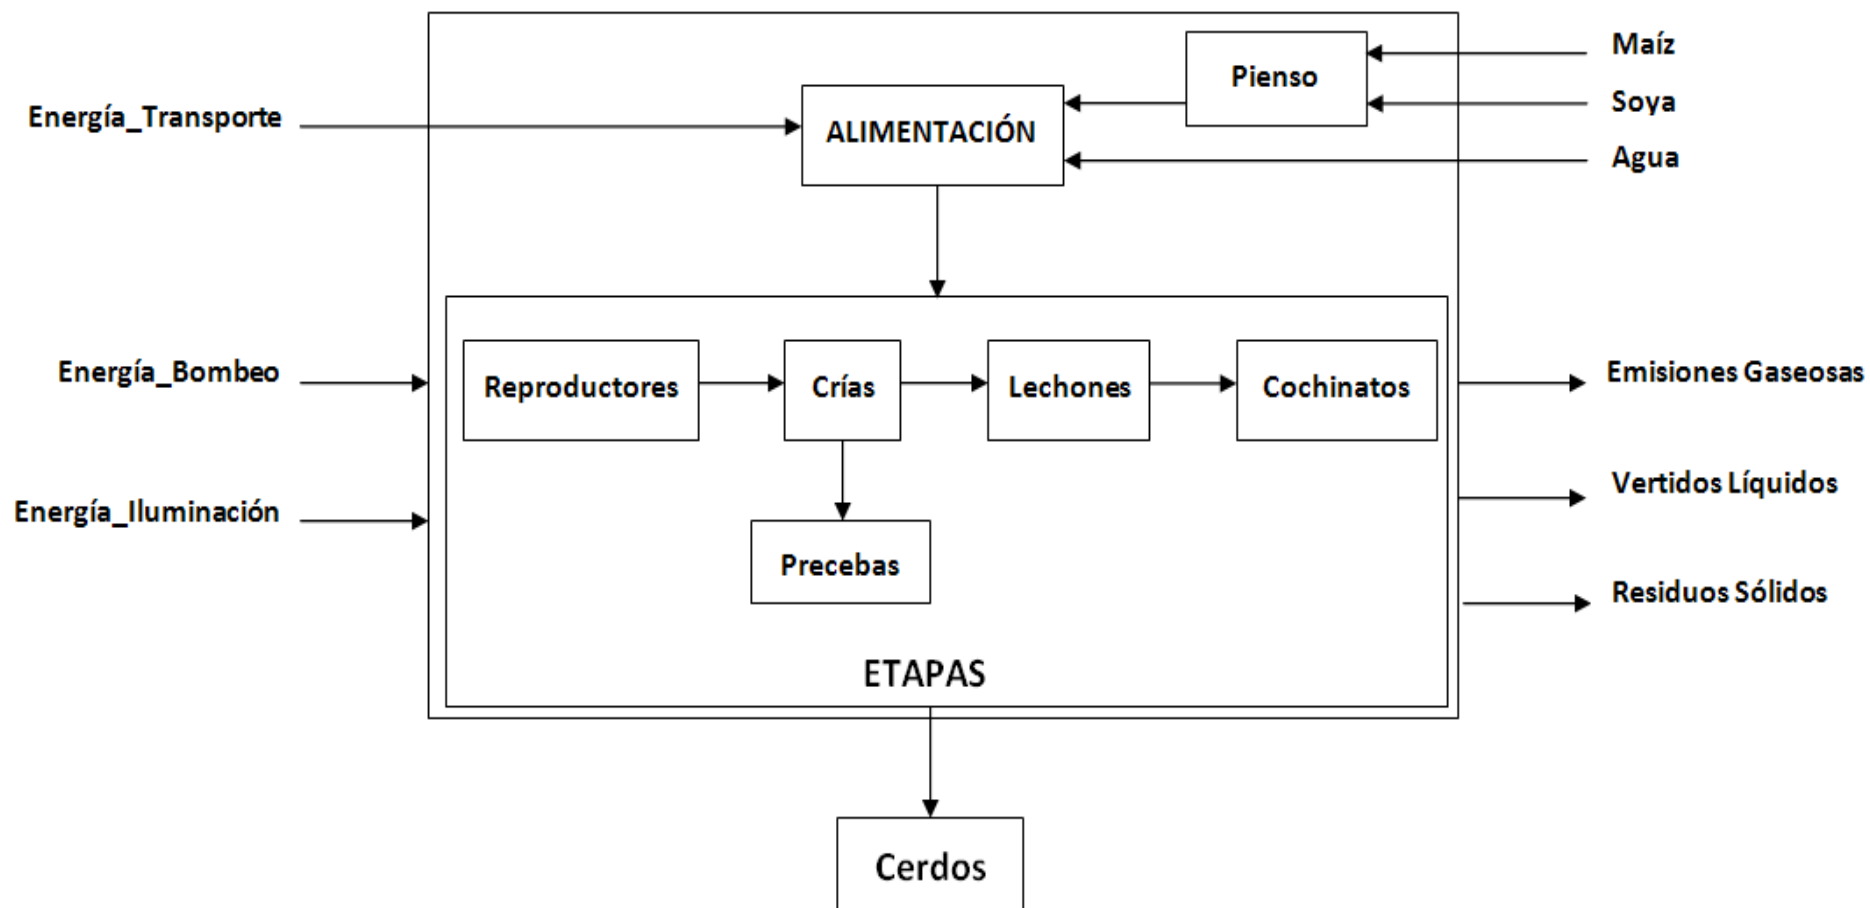 Maíz
Pienso
Soya
Energía_Transporte
ALIMENTACIÓN
Agua
Energía_Bombeo
Reproductores
Crías
Lechones
Cochinatos
Emisiones Gaseosas
Vertidos Líquidos
Energía_Iluminación
Precebas
Residuos Sólidos
ETAPAS
Cerdos